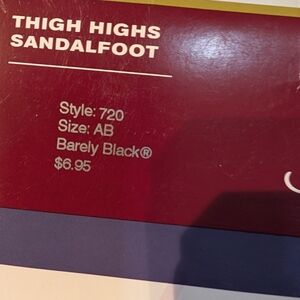 THIGH HIGHS
SANDALFOOT
Style: 720
Size: AB
Barely Black®
$6.95